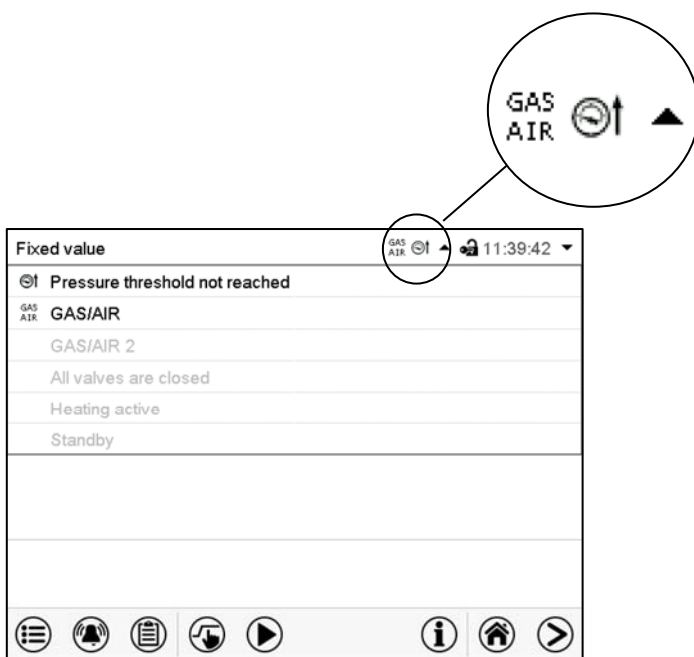 GAS
AIR
Fixed value GAS AIR 11:39:42
Pressure threshold not reached
GAS AIR GAS/AIR
GAS/AIR 2
All valves are closed
Heating active
Standby